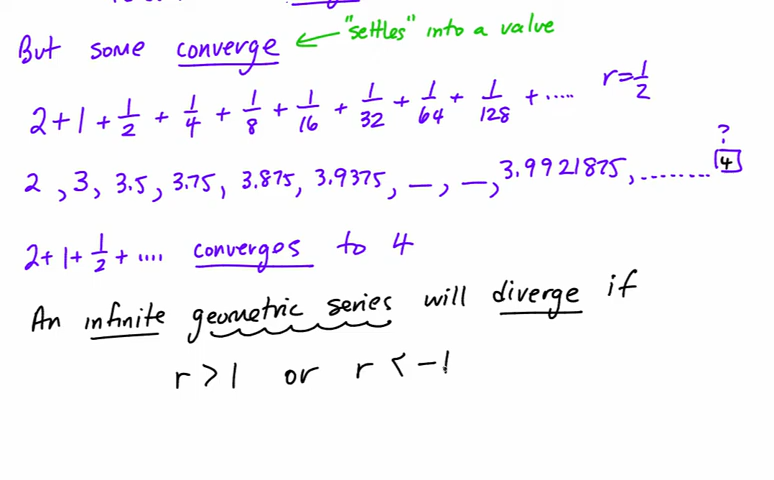 "settles" into a value
But some converge
2 + 1 + 1/2 + 1/4 + 1/8 + 1/16 + 1/32 + 1/64 + 1/128 + ..... r = 1/2
?
2 , 3, 3.5, 3.75, 3.875, 3.9375, —, —, 3.9921875, ........ 4
2 + 1 + 1/2 + .... converges to 4
An infinite geometric series will diverge if
r > 1 or r < -1